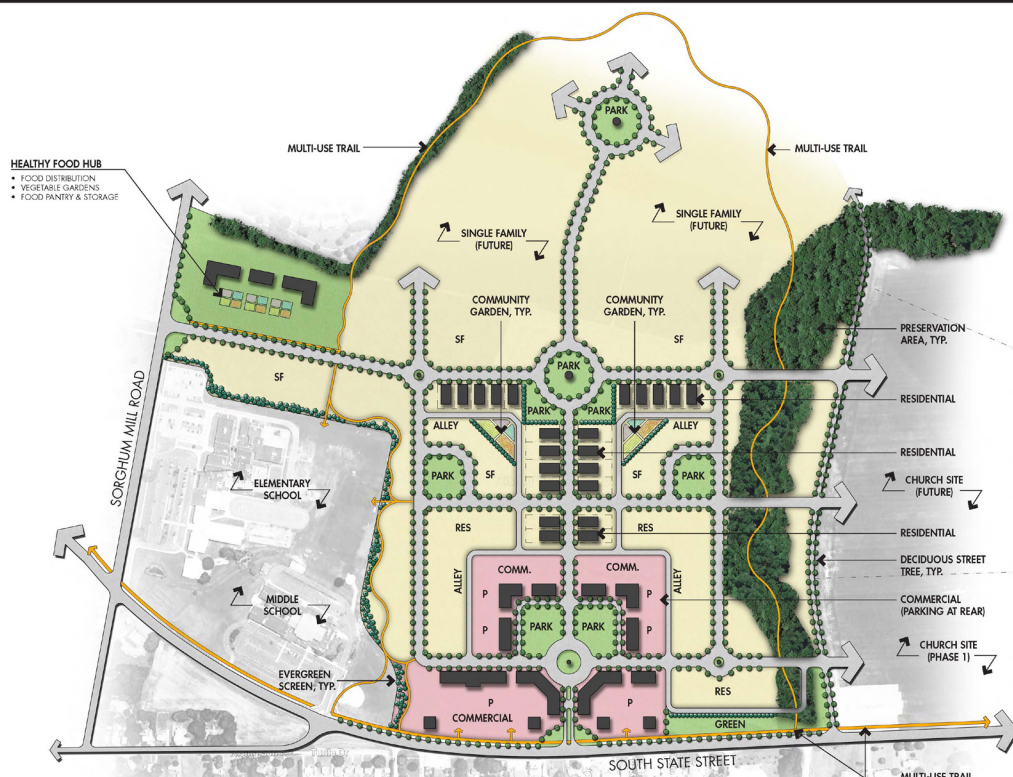 PARK
MULTI-USE TRAIL
MULTI-USE TRAIL
HEALTHY FOOD HUB
• FOOD DISTRIBUTION
• VEGETABLE GARDENS
• FOOD PANTRY & STORAGE
SINGLE FAMILY
(FUTURE)
SINGLE FAMILY
(FUTURE)
COMMUNITY
GARDEN, TYP.
COMMUNITY
GARDEN, TYP.
PRESERVATION
AREA, TYP.
SF
SF
SF
PARK
SORGHUM MILL ROAD
RESIDENTIAL
PARK
PARK
ALLEY
ALLEY
RESIDENTIAL
PARK
SF
SF
PARK
ELEMENTARY
SCHOOL
CHURCH SITE
(FUTURE)
RES
RES
RESIDENTIAL
DECIDUOUS STREET
TREE, TYP.
COMM.
COMM.
ALLEY
ALLEY
P
P
COMMERCIAL
(PARKING AT REAR)
MIDDLE
SCHOOL
PARK
PARK
P
P
CHURCH SITE
(PHASE 1)
EVERGREEN
SCREEN, TYP.
RES
P
P
COMMERCIAL
GREEN
SOUTH STATE STREET
MULTI-USE TRAIL